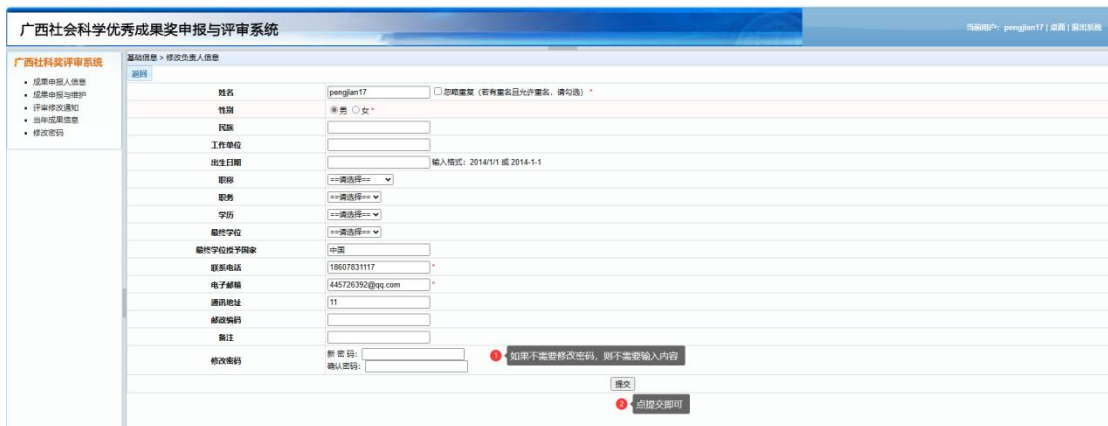 广西社会科学优秀成果奖申报与评审系统
当前用户: pengjian17 | 桌面 | 退出系统
广西社科奖评审系统
成果申报人信息
成果申报与维护
评审修改通知
当年成果信息
修改密码
基础信息 > 修改负责人信息
返回
姓名 pengjian17 忽略重复（若有重名且允许重名，请勾选） *
性别 男 女 *
民族
工作单位
出生日期 输入格式：2014/1/1 或 2014-1-1
职称 ==请选择==
职务 ==请选择==
学历 ==请选择==
最终学位 ==请选择==
最终学位授予国家 中国
联系电话 18607831117 *
电子邮箱 445726392@qq.com *
通讯地址 11
邮政编码
备注
修改密码 新 密 码:
确认密码:
1 如果不需要修改密码，则不需要输入内容
提交
2 点提交即可